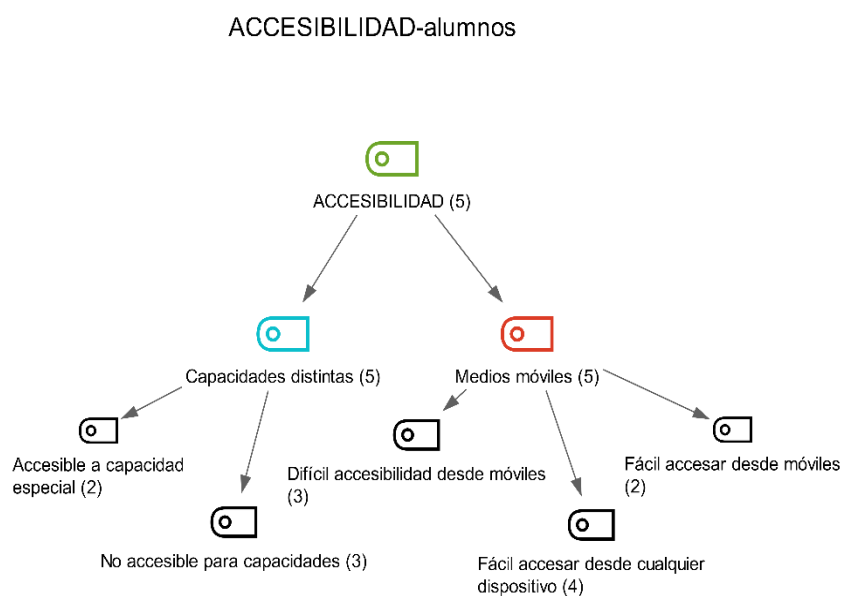 ACCESIBILIDAD-alumnos
ACCESIBILIDAD (5)
Capacidades distintas (5)
Medios móviles (5)
Accesible a capacidad
especial (2)
Difícil accesibilidad desde móviles
(3)
Fácil accesar desde móviles
(2)
No accesible para capacidades (3)
Fácil accesar desde cualquier
dispositivo (4)